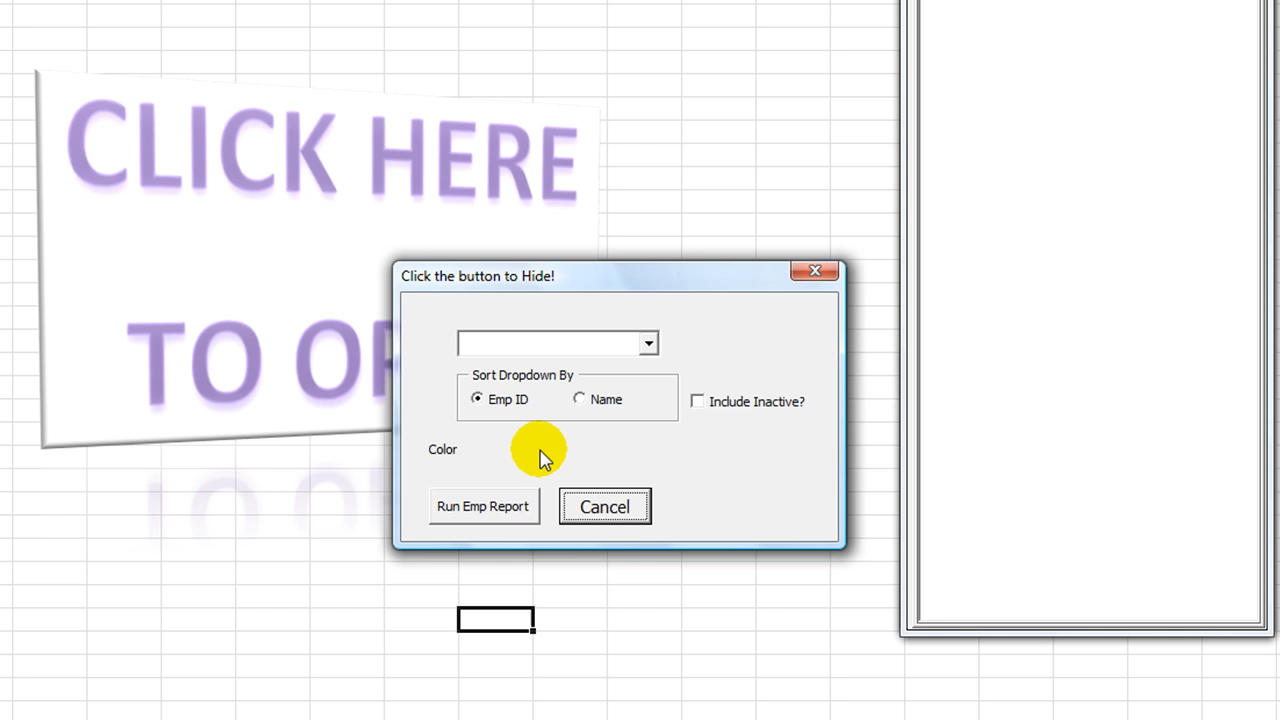 CLICK HERE
TO OP
Click the button to Hide!
Sort Dropdown By
Emp ID
Name
Include Inactive?
Color
Run Emp Report
Cancel